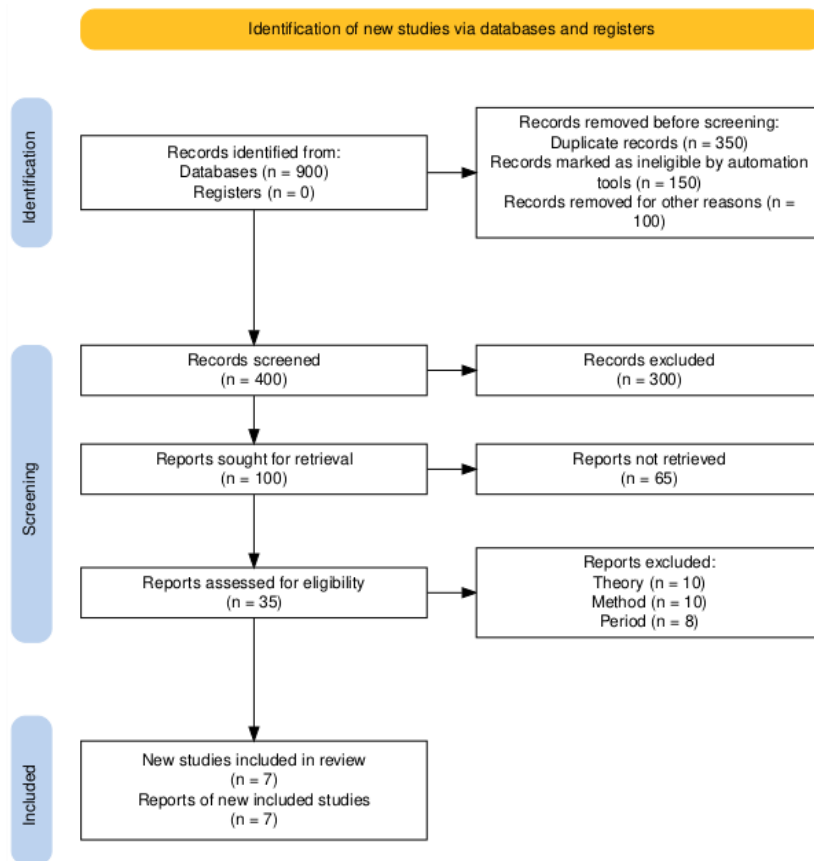 Identification of new studies via databases and registers
Identification
Records identified from:
Databases (n = 900)
Registers (n = 0)
Records removed before screening:
Duplicate records (n = 350)
Records marked as ineligible by automation
tools (n = 150)
Records removed for other reasons (n =
100)
Screening
Records screened
(n = 400)
Records excluded
(n = 300)
Reports sought for retrieval
(n = 100)
Reports not retrieved
(n = 65)
Reports assessed for eligibility
(n = 35)
Reports excluded:
Theory (n = 10)
Method (n = 10)
Period (n = 8)
Included
New studies included in review
(n = 7)
Reports of new included studies
(n = 7)